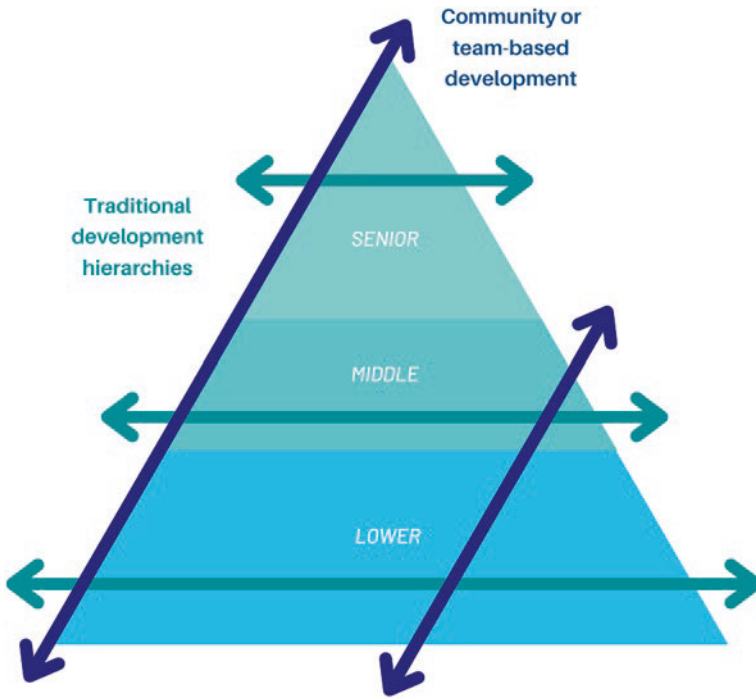 Community or
team-based
development
Traditional
development
hierarchies
SENIOR
MIDDLE
LOWER